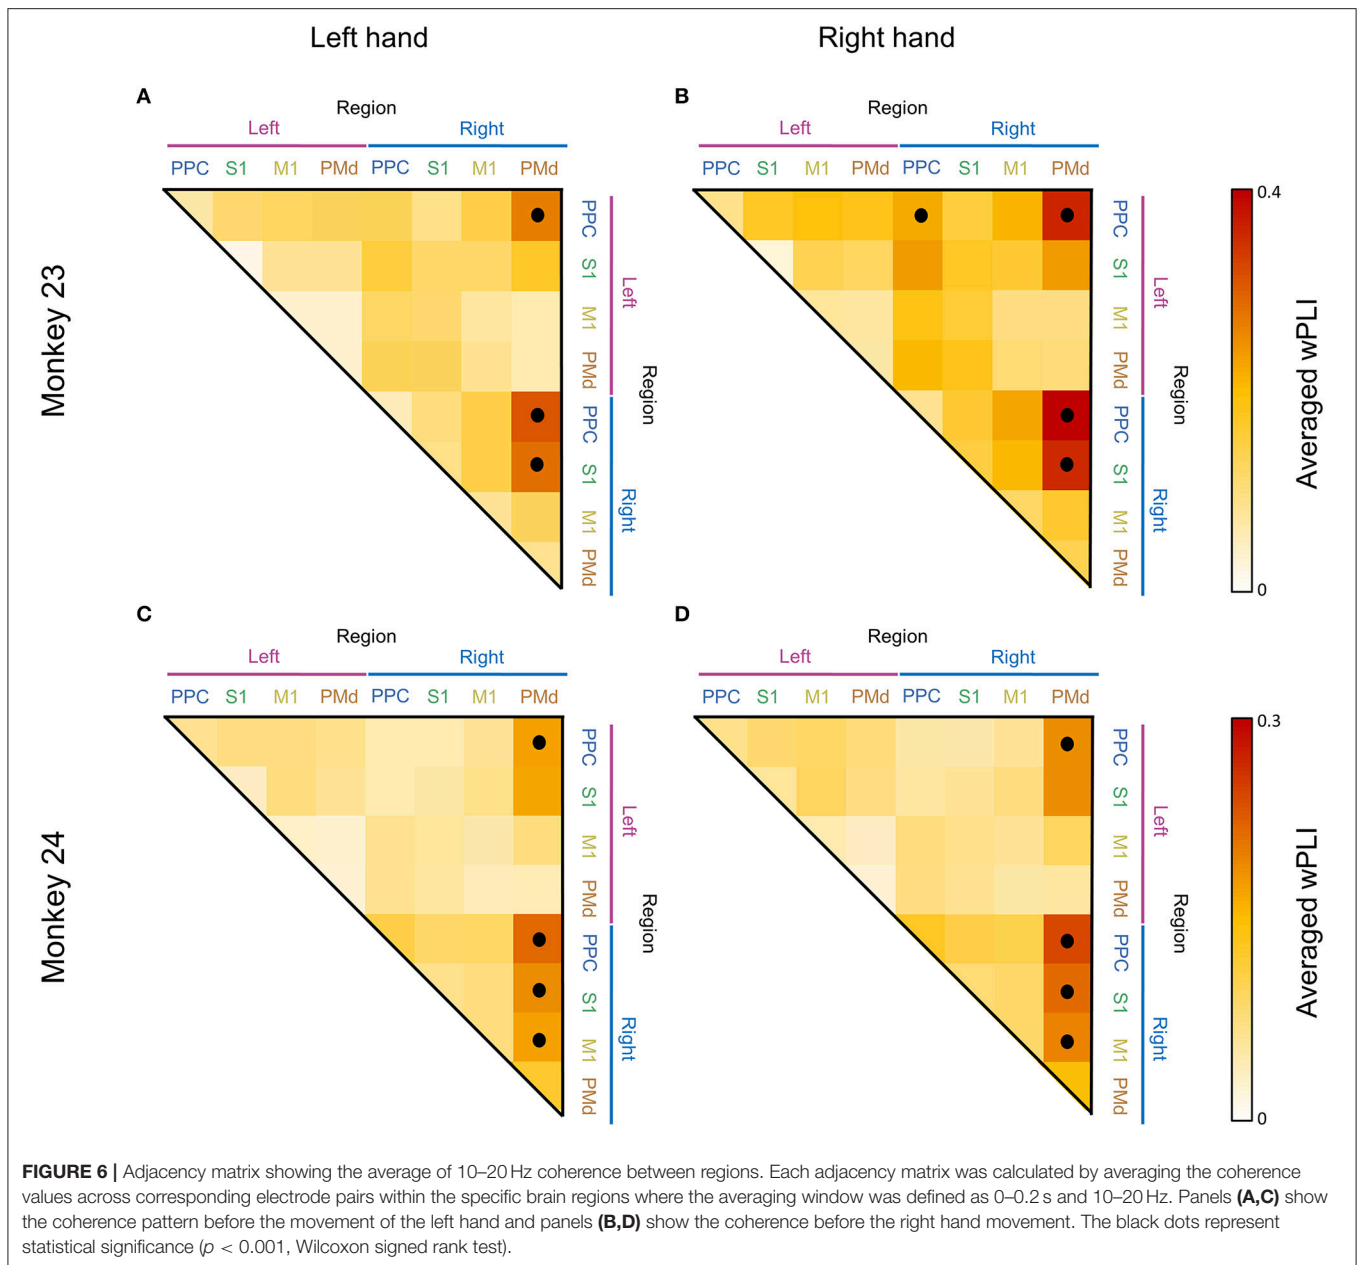 Left hand
Right hand
A
Region
Left
Right
PPC S1 M1 PMd PPC S1 M1 PMd
PPC
S1
M1
PMd
PPC
S1
M1
PMd
Left
Right
Region
B
Region
Left
Right
PPC S1 M1 PMd PPC S1 M1 PMd
PPC
S1
M1
PMd
PPC
S1
M1
PMd
Left
Right
Region
0.4
0
Averaged wPLI
Monkey 23
C
Region
Left
Right
PPC S1 M1 PMd PPC S1 M1 PMd
PPC
S1
M1
PMd
PPC
S1
M1
PMd
Left
Right
Region
D
Region
Left
Right
PPC S1 M1 PMd PPC S1 M1 PMd
PPC
S1
M1
PMd
PPC
S1
M1
PMd
Left
Right
Region
0.3
0
Averaged wPLI
Monkey 24
FIGURE 6 | Adjacency matrix showing the average of 10–20 Hz coherence between regions. Each adjacency matrix was calculated by averaging the coherence
values across corresponding electrode pairs within the specific brain regions where the averaging window was defined as 0–0.2 s and 10–20 Hz. Panels (A,C) show
the coherence pattern before the movement of the left hand and panels (B,D) show the coherence before the right hand movement. The black dots represent
statistical significance (p < 0.001, Wilcoxon signed rank test).